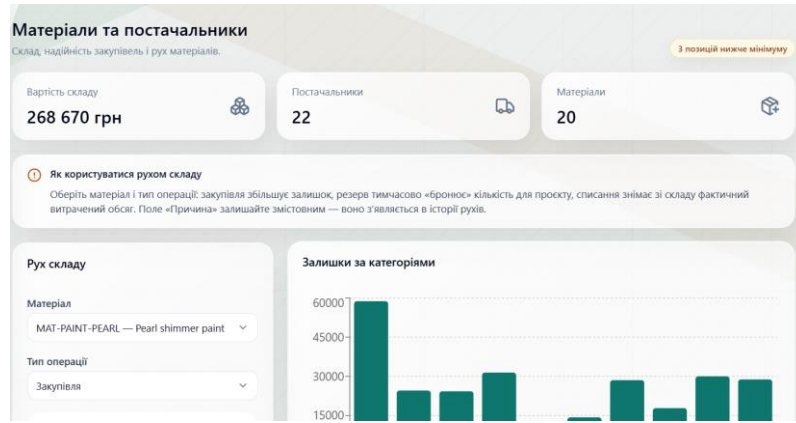 Матеріали та постачальники
Склад, надійність закупівель і рух матеріалів.
3 позицій нижче мінімуму
Вартість складу
268 670 грн
Постачальники
22
Матеріали
20
Як користуватися рухом складу
Оберіть матеріал і тип операції: закупівля збільшує залишок, резерв тимчасово «бронює» кількість для проєкту, списання знімає зі складу фактичний
витрачений обсяг. Поле «Причина» залишайте змістовним — воно з'являється в історії рухів.
Рух складу
Матеріал
MAT-PAINT-PEARL — Pearl shimmer paint
Тип операції
Закупівля
Залишки за категоріями
60000
45000
30000
15000